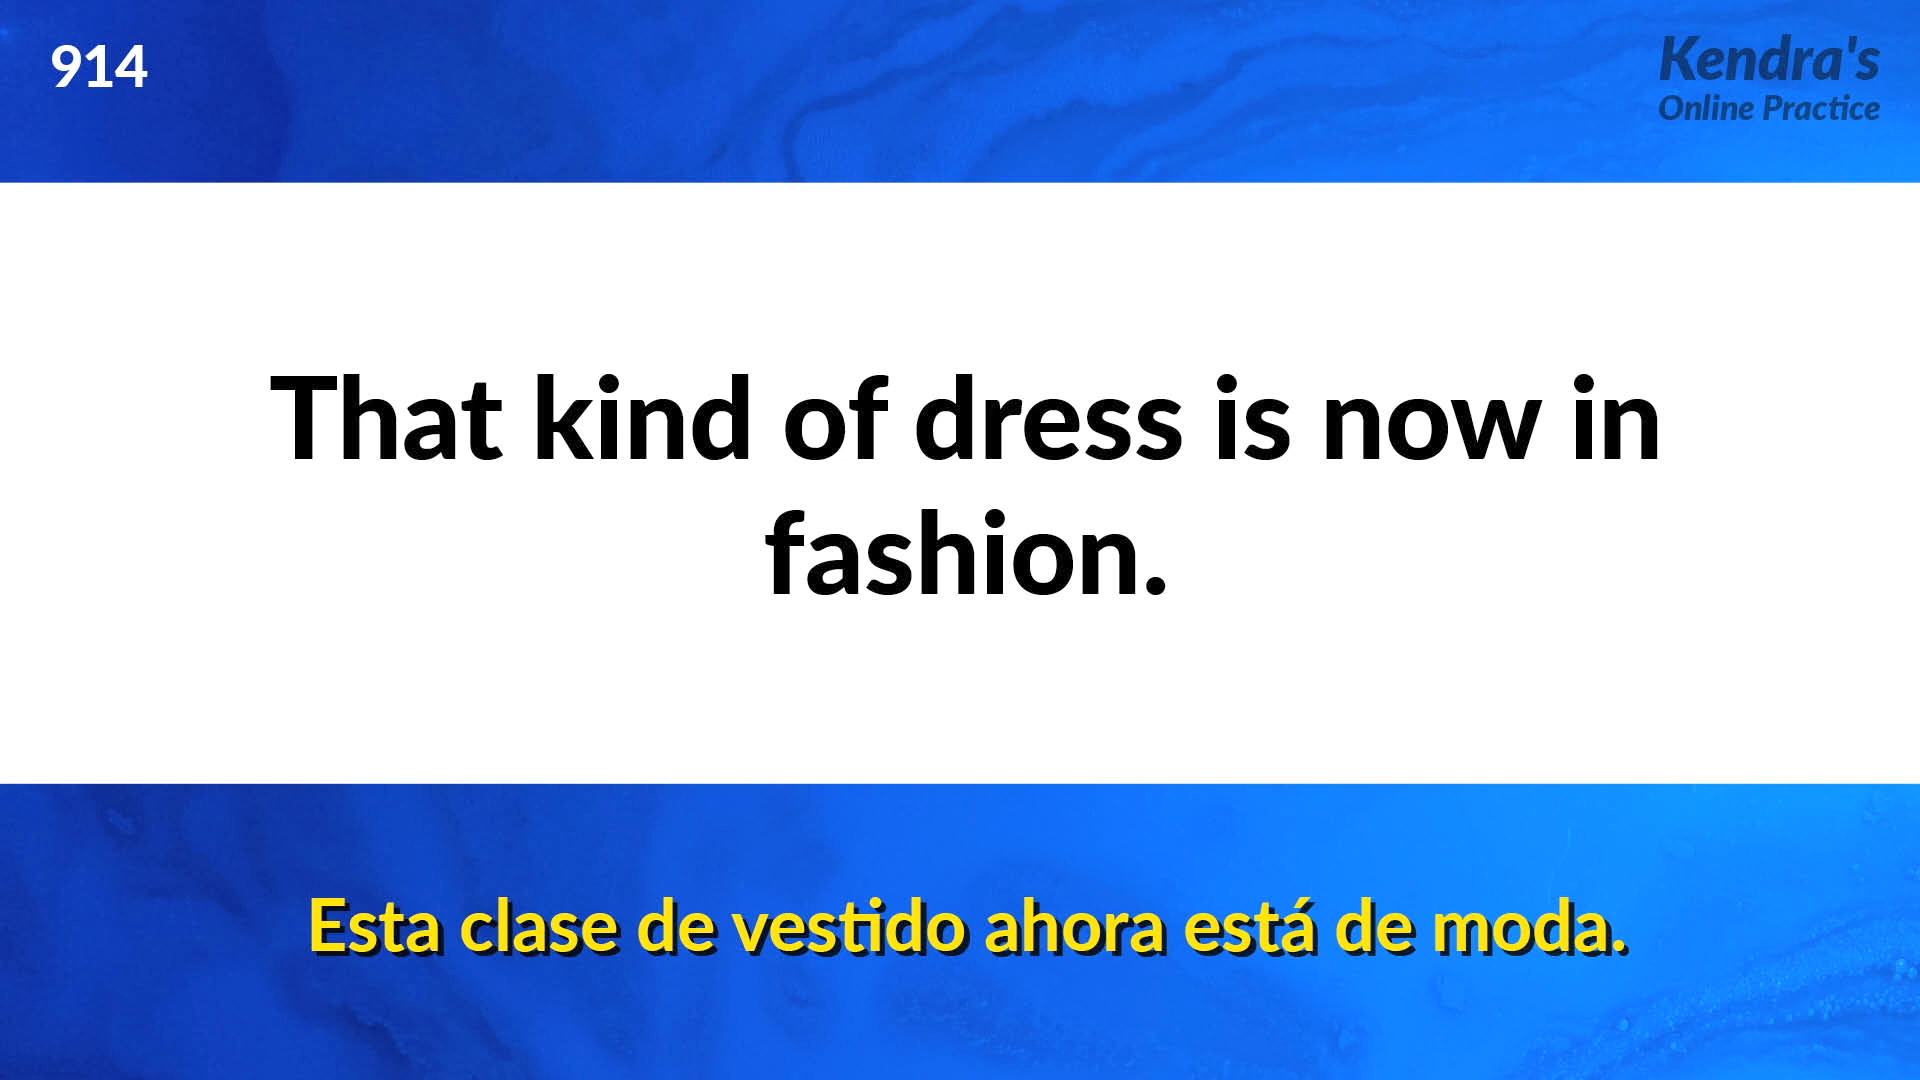 914
Kendra's
Online Practice
That kind of dress is now in
fashion.
Esta clase de vestido ahora está de moda.